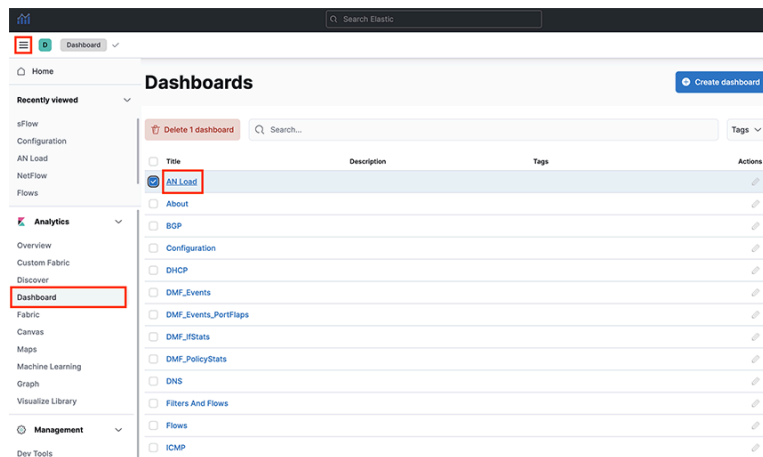 Search Elastic
D Dashboard
Home
Recently viewed
sFlow
Configuration
AN Load
NetFlow
Flows
Analytics
Overview
Custom Fabric
Discover
Dashboard
Fabric
Canvas
Maps
Machine Learning
Graph
Visualize Library
Management
Dev Tools
Dashboards
Create dashboard
Delete 1 dashboard Search... Tags
Title Description Tags Actions
AN Load
About
BGP
Configuration
DHCP
DMF_Events
DMF_Events_PortFlaps
DMF_IfStats
DMF_PolicyStats
DNS
Filters And Flows
Flows
ICMP